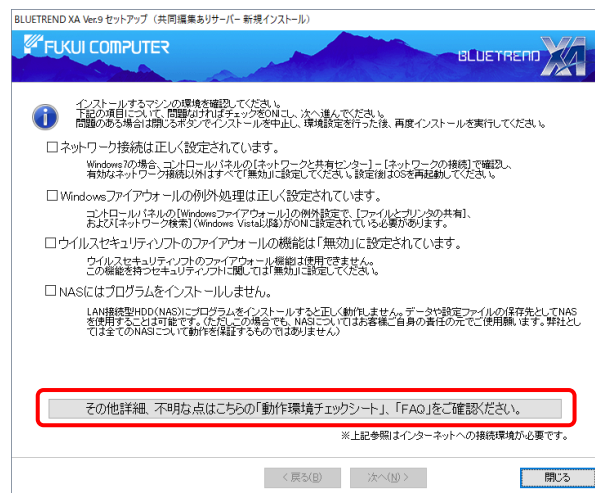 BLUETREND XA Ver.9 セットアップ（共同編集ありサーバー 新規インストール）
FUKUI COMPUTER
BLUETREND XA
インストールするマシンの環境を確認してください。
下記の項目について、問題なければチェックをONにし、次へ進んでください。
問題のある場合は閉じるボタンでインストールを中止し、環境設定を行った後、再度インストールを実行してください。
ネットワーク接続は正しく設定されています。
Windows7の場合、コントロールパネルの[ネットワークと共有センター]－[ネットワークの接続]で確認し、
有効なネットワーク接続以外はすべて「無効」に設定してください。設定後はOSを再起動してください。
Windowsファイアウォールの例外処理は正しく設定されています。
コントロールパネルの[Windowsファイアウォール]の例外設定で、[ファイルとプリンタの共有]、
および[ネットワーク検索](Windows Vista以降)がONに設定されている必要があります。
ウイルスセキュリティソフトのファイアウォールの機能は「無効」に設定されています。
ウイルスセキュリティソフトのファイアウォール機能は使用できません。
この機能を持つセキュリティソフトに関しては「無効」に設定してください。
NASにはプログラムをインストールしません。
LAN接続型HDD(NAS)にプログラムをインストールすると正しく動作しません。データや設定ファイルの保存先としてNAS
を使用することは可能です。(ただしこの場合でも、NASについてはお客様ご自身の責任の元でご使用願います。弊社とし
ては全てのNASについて動作を保証するものではありません)
その他詳細、不明な点はこちらの「動作環境チェックシート」、「FAQ」をご確認ください。
※上記参照はインターネットへの接続環境が必要です。
< 戻る(B)
次へ(N) >
閉じる